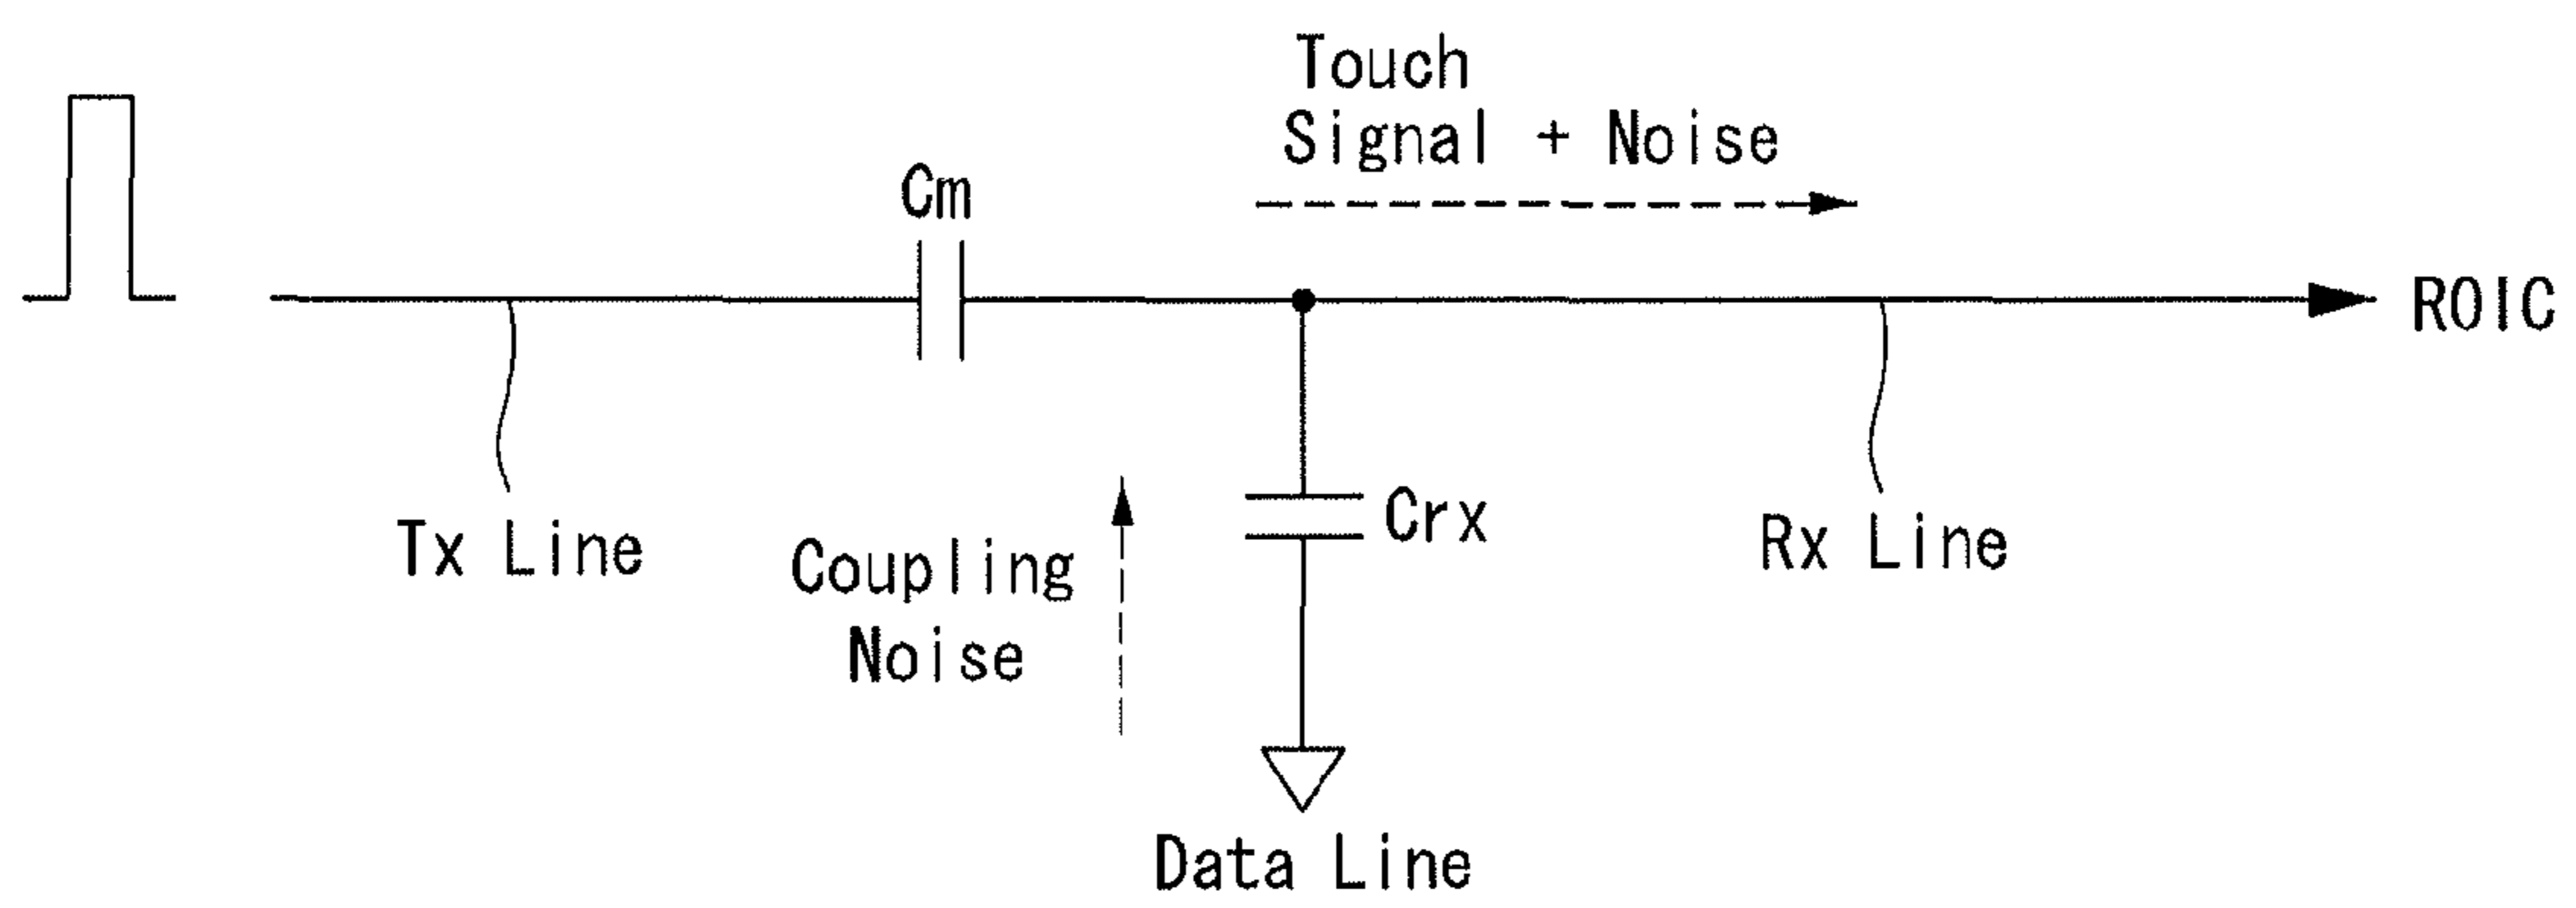 Touch
Signal + Noise
Cm
ROIC
Tx Line
Coupling
Noise
Crx
Rx Line
Data Line